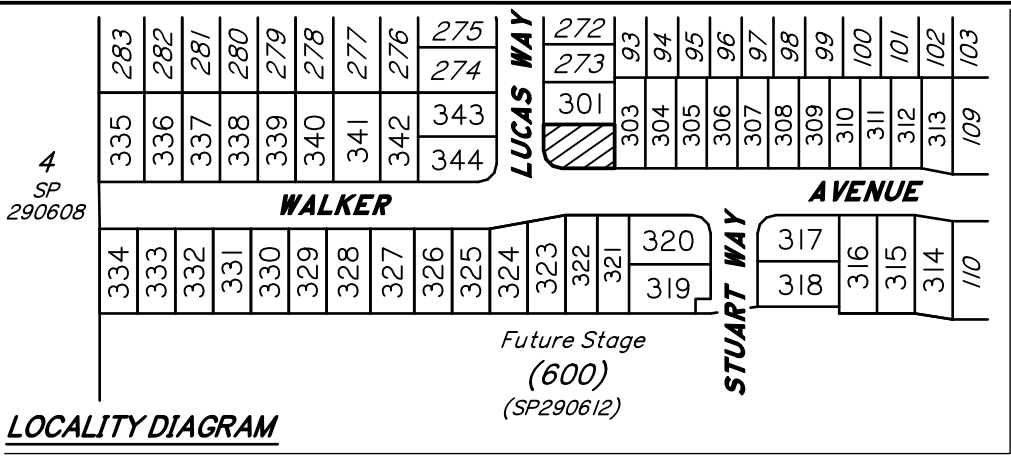 283 282 281 280 279 278 277 276 275 272 93 94 95 96 97 98 99 100 101 102 103
274 273
LUCAS WAY
335 336 337 338 339 340 341 342 343 301 303 304 305 306 307 308 309 310 311 312 313 109
344
4
SP
290608
WALKER AVENUE
334 333 332 331 330 329 328 327 326 325 324 323 322 321 320 317 316 315 314 110
319 318
STUART WAY
Future Stage
(600)
(SP290612)
LOCALITY DIAGRAM